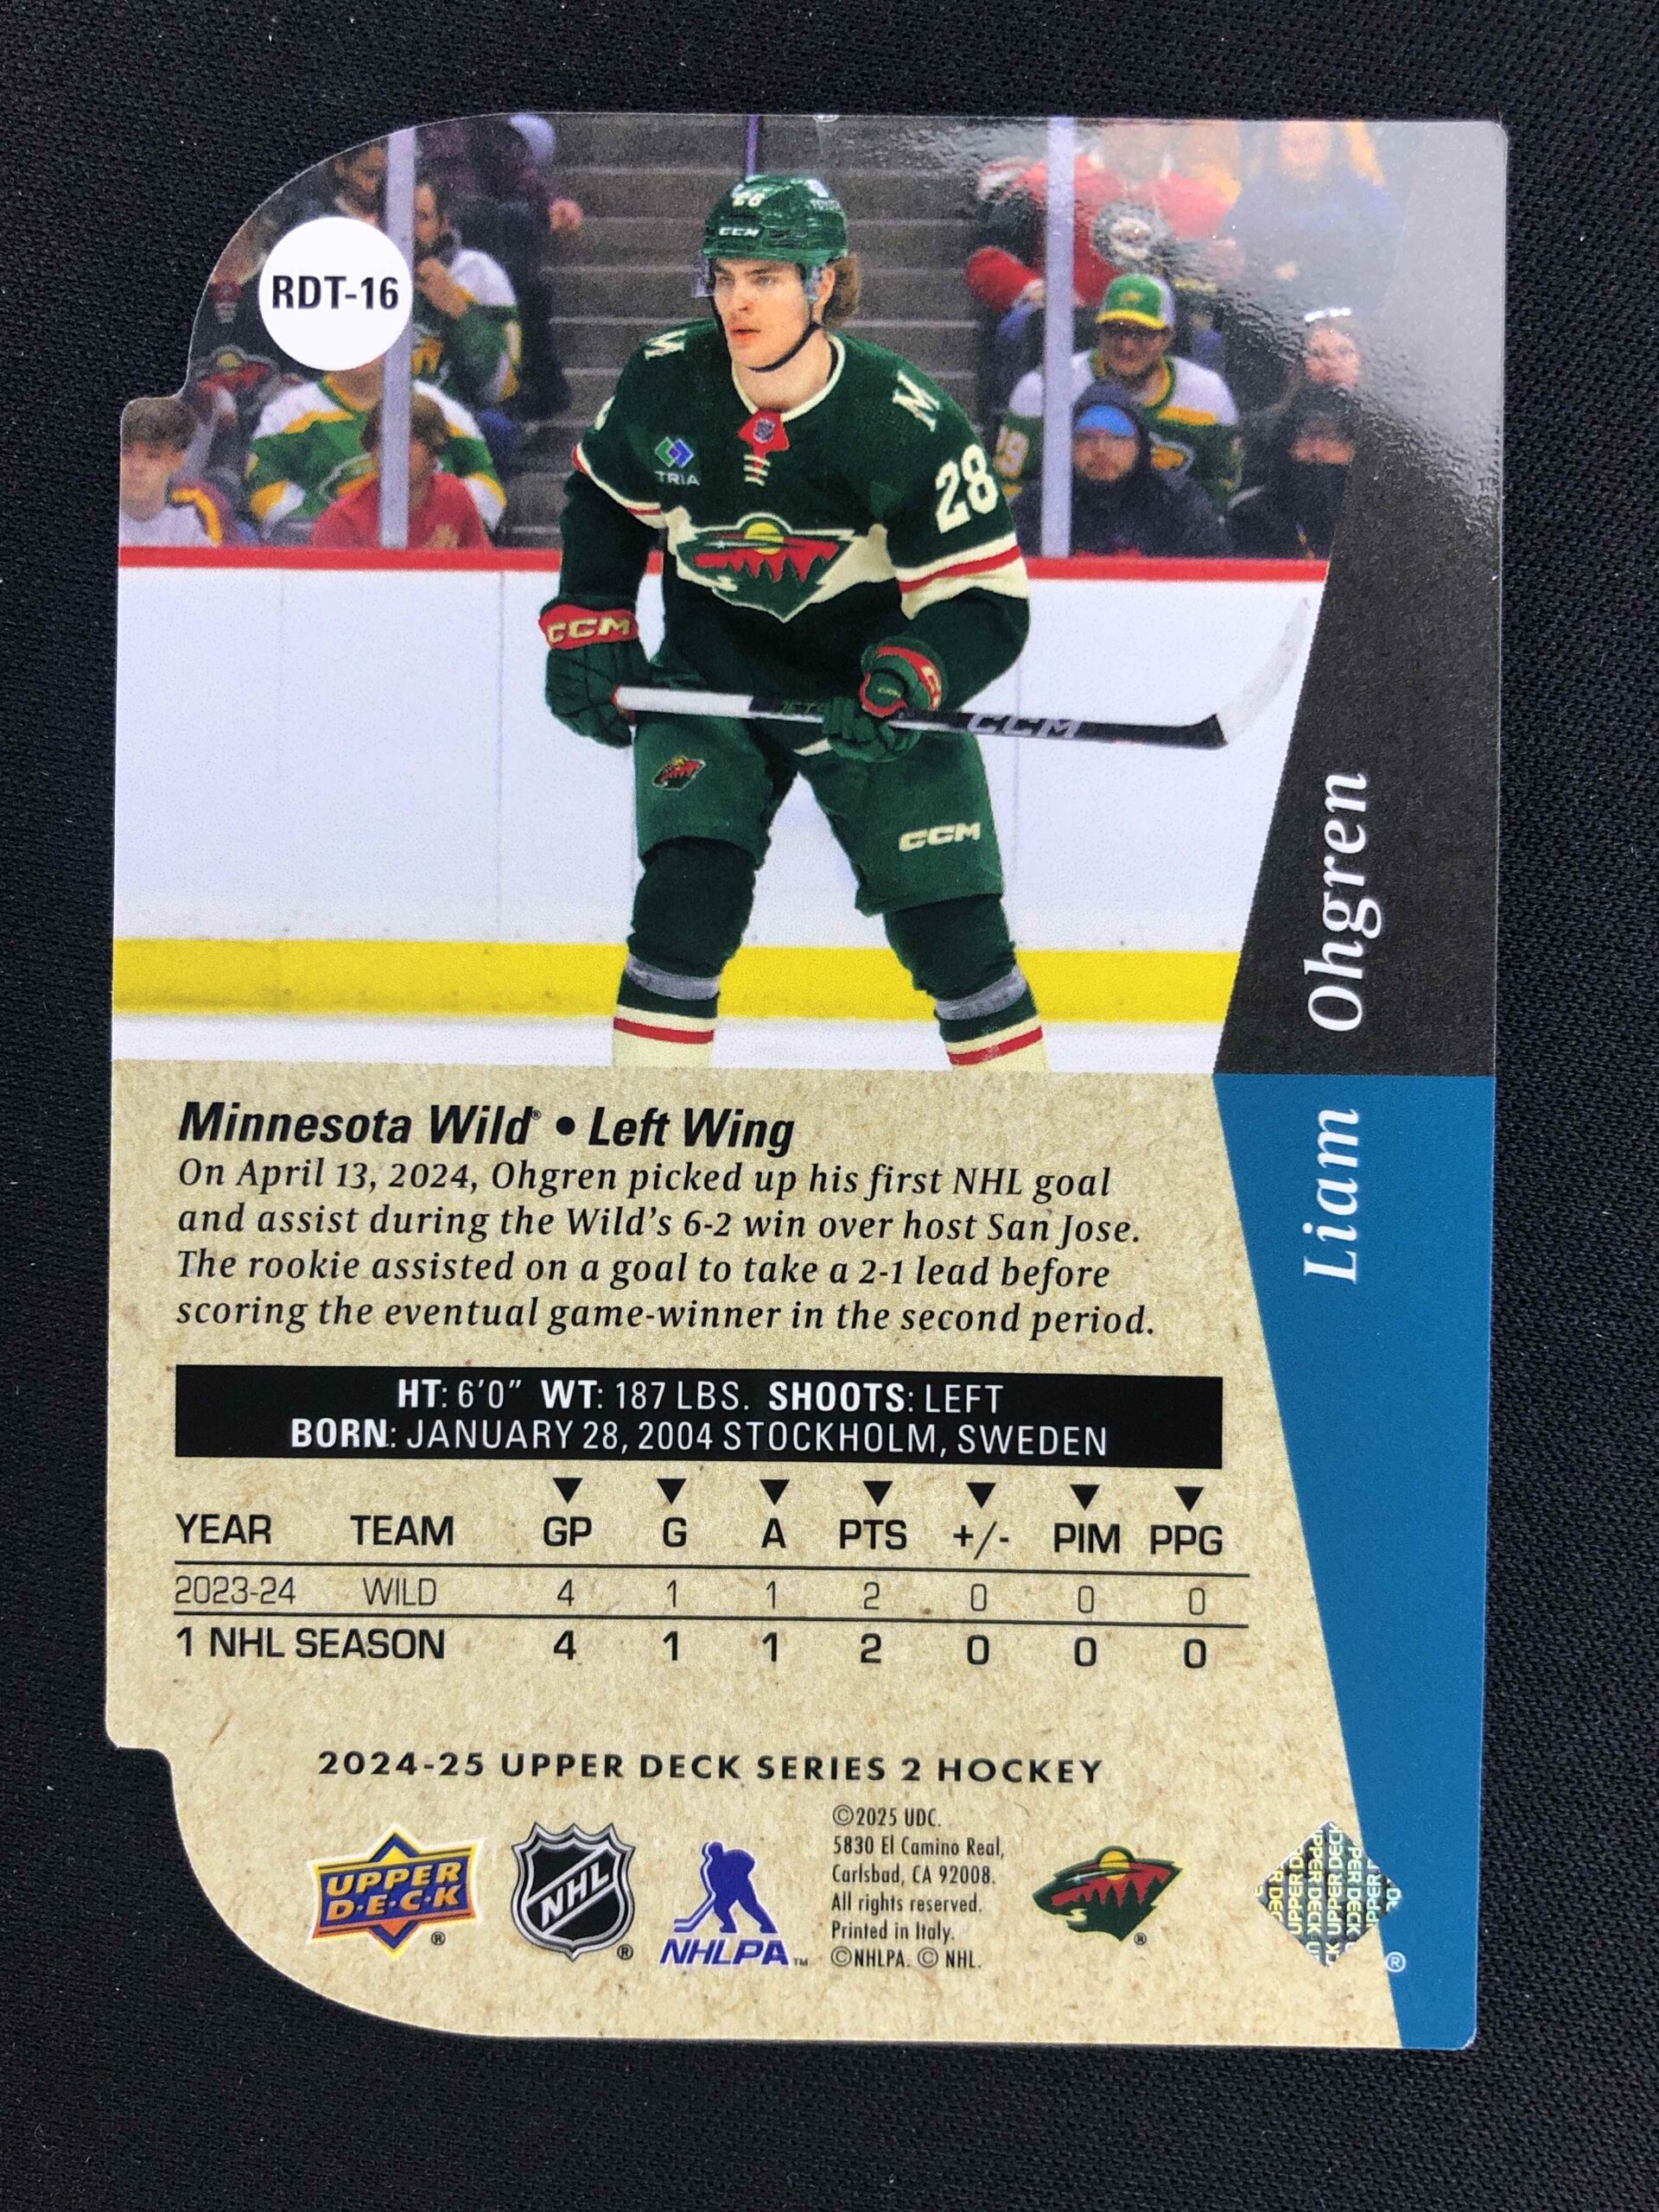 RDT-16
28
CCM
M
M
TRIA
28
CCM
CCM
CCM
Liam Ohgren
Minnesota Wild® • Left Wing
On April 13, 2024, Ohgren picked up his first NHL goal
and assist during the Wild's 6-2 win over host San Jose.
The rookie assisted on a goal to take a 2-1 lead before
scoring the eventual game-winner in the second period.
HT: 6'0" WT: 187 LBS. SHOOTS: LEFT
BORN: JANUARY 28, 2004 STOCKHOLM, SWEDEN
YEAR TEAM GP G A PTS +/- PIM PPG
2023-24 WILD 4 1 1 2 0 0 0
1 NHL SEASON 4 1 1 2 0 0 0
2024-25 UPPER DECK SERIES 2 HOCKEY
UPPER
D·E·C·K
®
NHL
®
NHLPA™
©2025 UDC.
5830 El Camino Real,
Carlsbad, CA 92008.
All rights reserved.
Printed in Italy.
©NHLPA. © NHL.
®
UPPER DECK
®